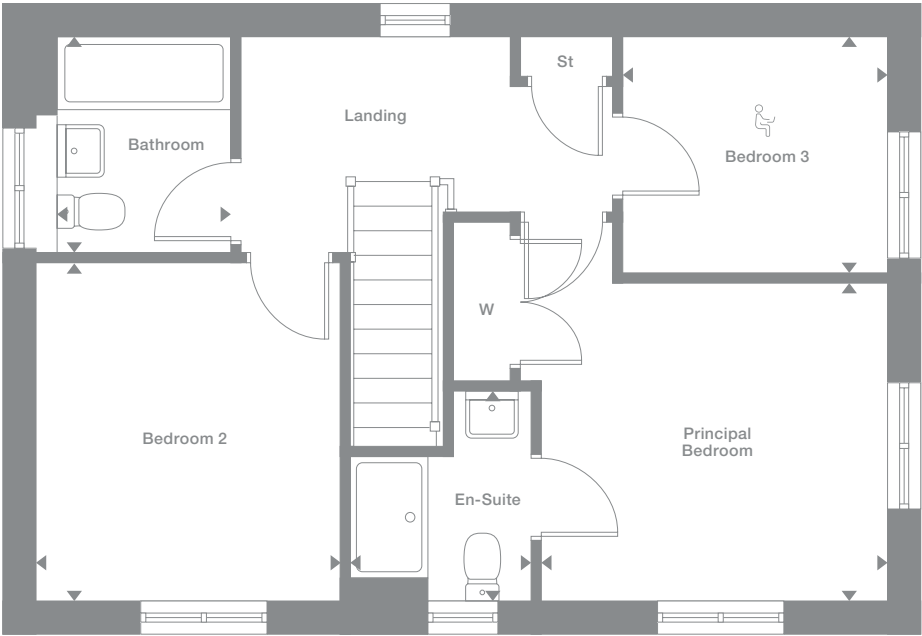 St
Landing
Bathroom
Bedroom 3
W
Bedroom 2
Principal
Bedroom
En-Suite